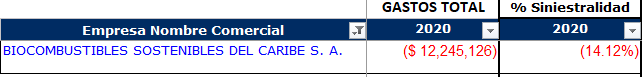 GASTOS TOTAL % Siniestralidad
Empresa Nombre Comercial 2020 2020
BIOCOMBUSTIBLES SOSTENIBLES DEL CARIBE S. A. ($ 12,245,126) (14.12%)